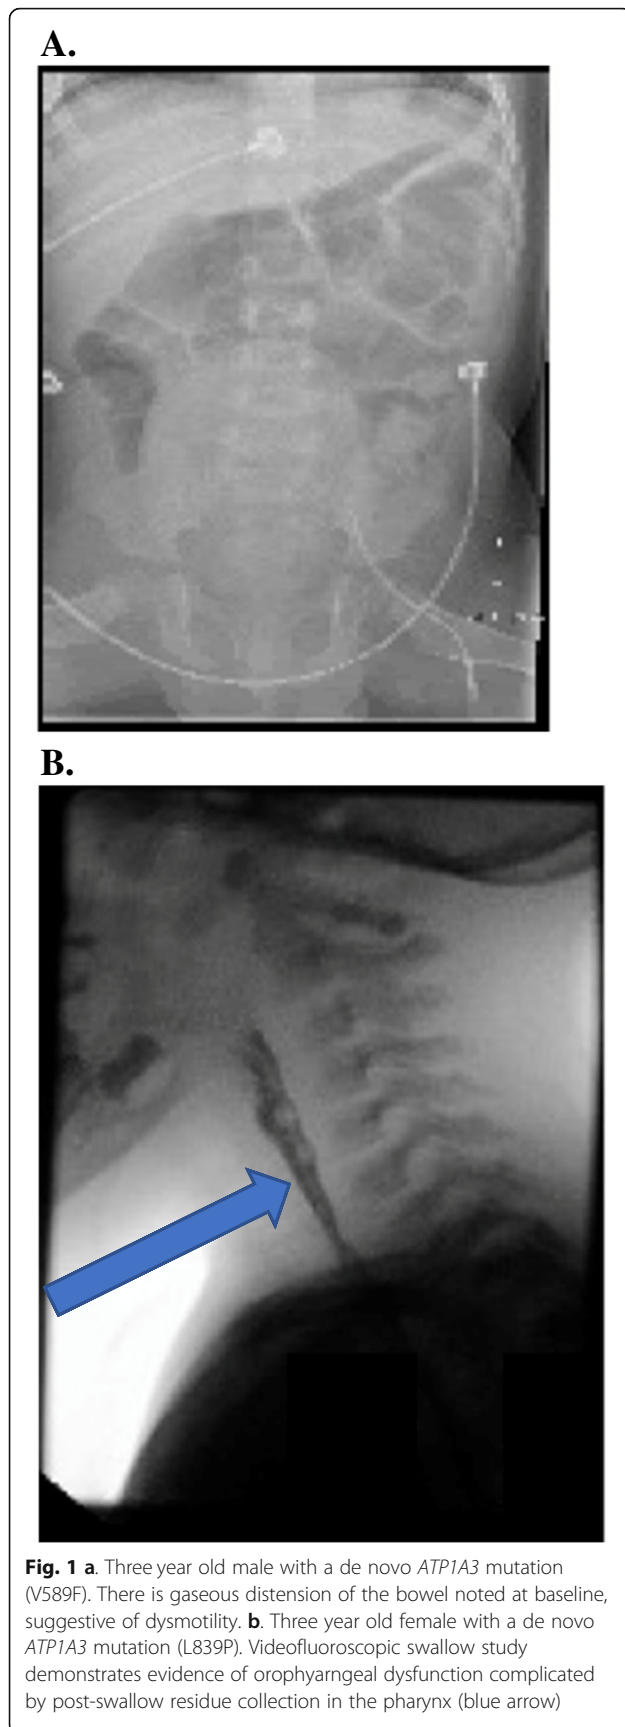 A.
B.
Fig. 1 a. Three year old male with a de novo ATP1A3 mutation
(V589F). There is gaseous distension of the bowel noted at baseline,
suggestive of dysmotility. b. Three year old female with a de novo
ATP1A3 mutation (L839P). Videofluoroscopic swallow study
demonstrates evidence of orophyarngeal dysfunction complicated
by post-swallow residue collection in the pharynx (blue arrow)